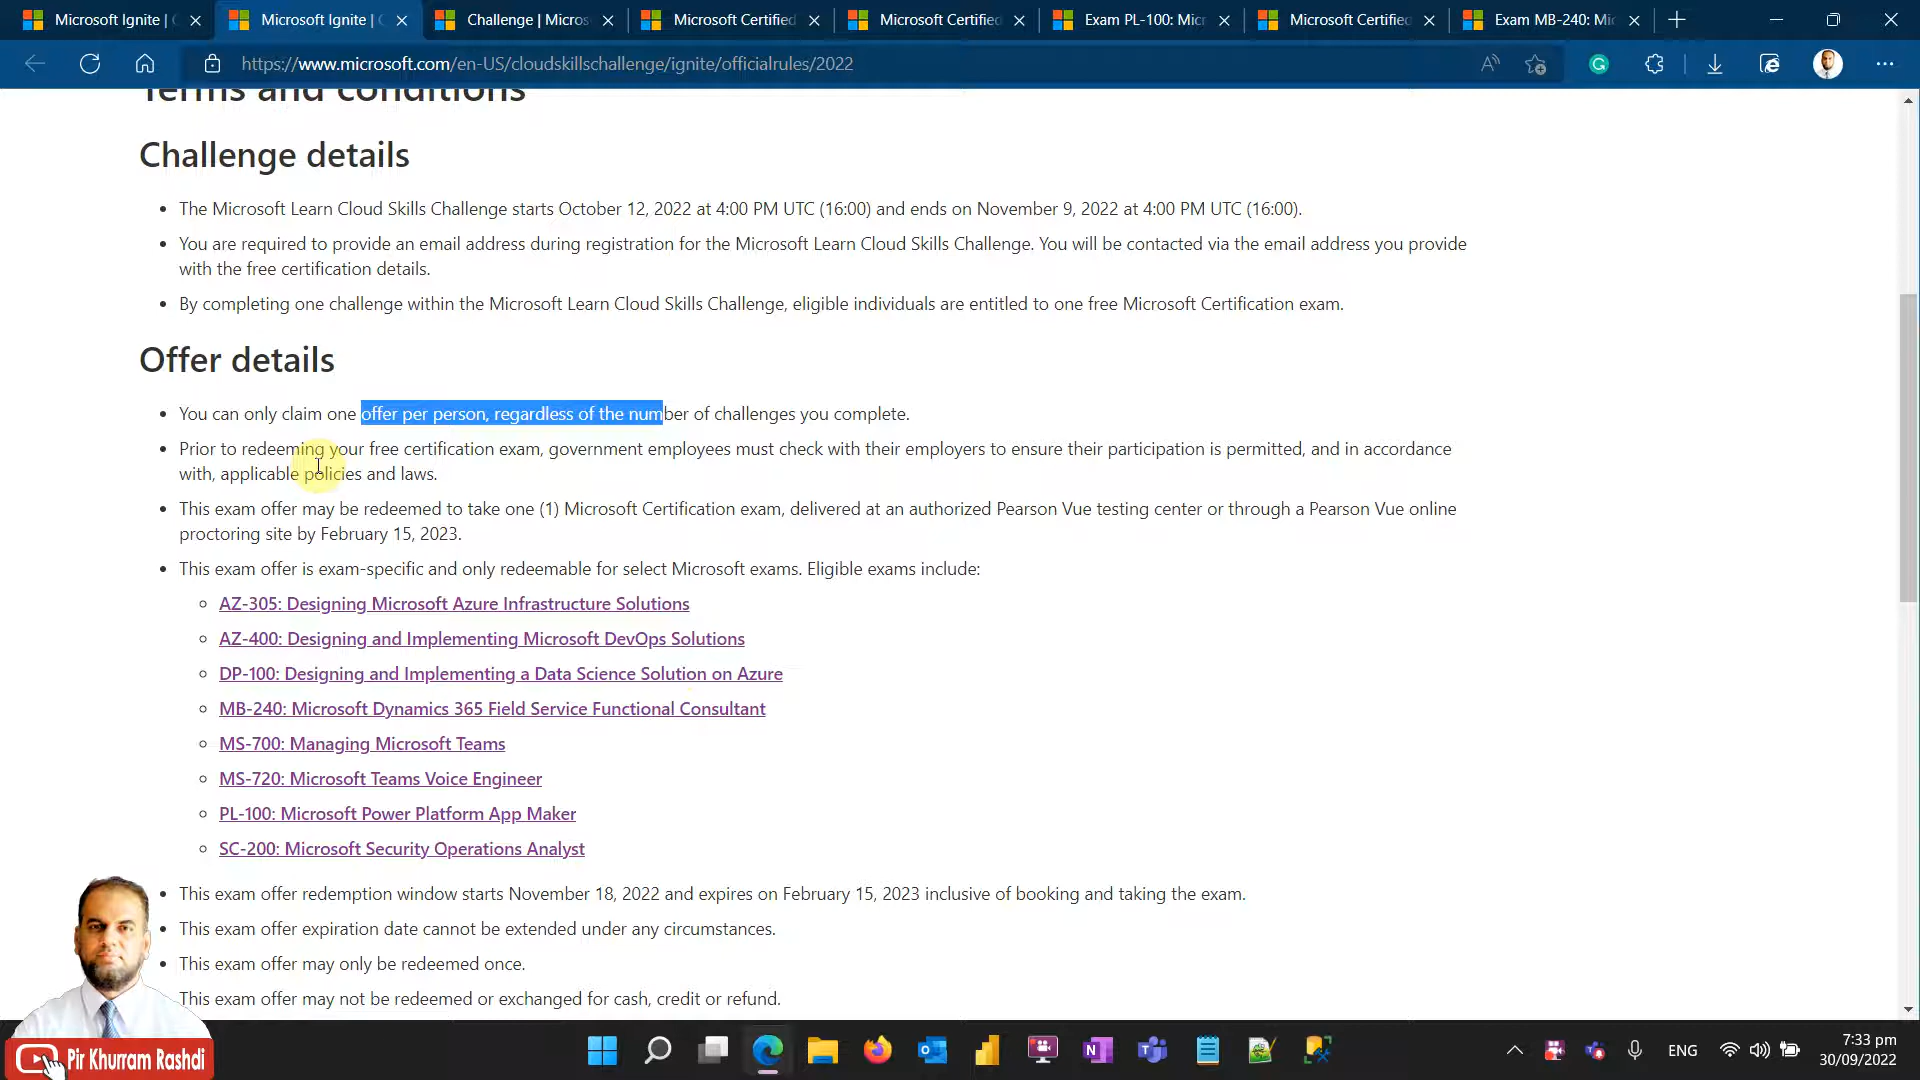 Microsoft Ignite |
Microsoft Ignite |
Challenge | Micros
Microsoft Certified
Microsoft Certified
Exam PL-100: Micr
Microsoft Certified
Exam MB-240: Mi
https://www.microsoft.com/en-US/cloudskillschallenge/ignite/officialrules/2022
Terms and conditions
Challenge details
• The Microsoft Learn Cloud Skills Challenge starts October 12, 2022 at 4:00 PM UTC (16:00) and ends on November 9, 2022 at 4:00 PM UTC (16:00).
• You are required to provide an email address during registration for the Microsoft Learn Cloud Skills Challenge. You will be contacted via the email address you provide
with the free certification details.
• By completing one challenge within the Microsoft Learn Cloud Skills Challenge, eligible individuals are entitled to one free Microsoft Certification exam.
Offer details
• You can only claim one offer per person, regardless of the number of challenges you complete.
• Prior to redeeming your free certification exam, government employees must check with their employers to ensure their participation is permitted, and in accordance
with, applicable policies and laws.
• This exam offer may be redeemed to take one (1) Microsoft Certification exam, delivered at an authorized Pearson Vue testing center or through a Pearson Vue online
proctoring site by February 15, 2023.
• This exam offer is exam-specific and only redeemable for select Microsoft exams. Eligible exams include:
AZ-305: Designing Microsoft Azure Infrastructure Solutions
AZ-400: Designing and Implementing Microsoft DevOps Solutions
DP-100: Designing and Implementing a Data Science Solution on Azure
MB-240: Microsoft Dynamics 365 Field Service Functional Consultant
MS-700: Managing Microsoft Teams
MS-720: Microsoft Teams Voice Engineer
PL-100: Microsoft Power Platform App Maker
SC-200: Microsoft Security Operations Analyst
• This exam offer redemption window starts November 18, 2022 and expires on February 15, 2023 inclusive of booking and taking the exam.
• This exam offer expiration date cannot be extended under any circumstances.
• This exam offer may only be redeemed once.
This exam offer may not be redeemed or exchanged for cash, credit or refund.
Pir Khurram Rashdi
ENG
7:33 pm
30/09/2022